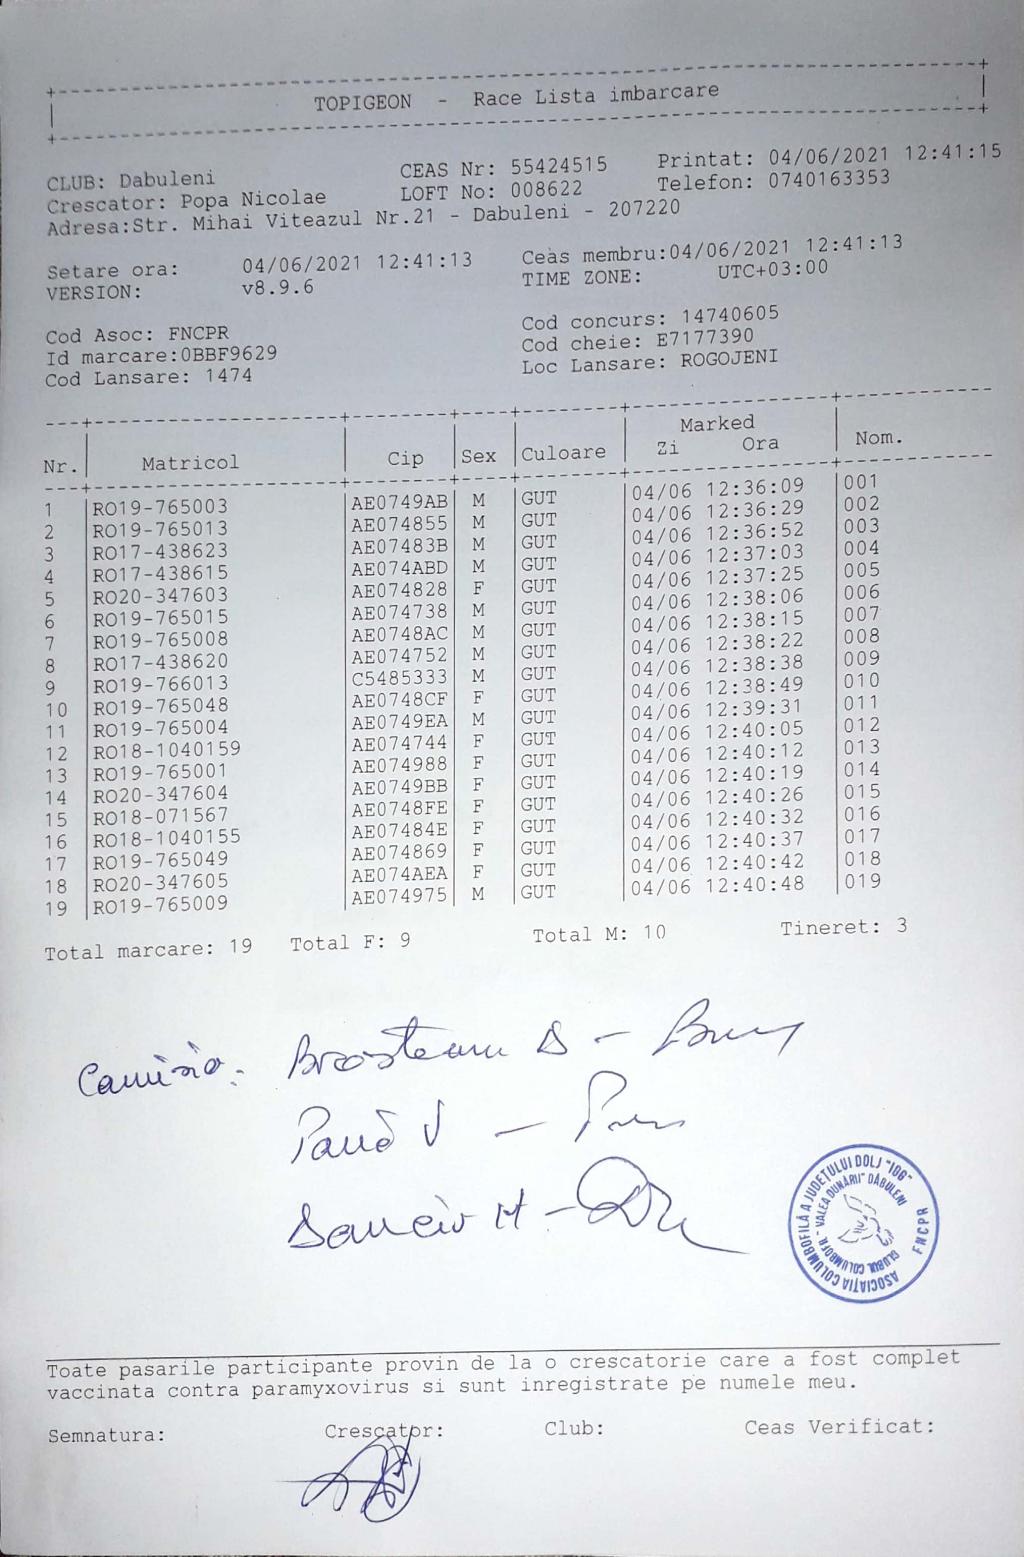 TOPIGEON - Race Lista imbarcare
CLUB: Dabuleni CEAS Nr: 55424515 Printat: 04/06/2021 12:41:15
Crescator: Popa Nicolae LOFT No: 008622 Telefon: 0740163353
Adresa:Str. Mihai Viteazul Nr.21 - Dabuleni - 207220
Setare ora: 04/06/2021 12:41:13 Ceas membru:04/06/2021 12:41:13
VERSION: v8.9.6 TIME ZONE: UTC+03:00
Cod Asoc: FNCPR Cod concurs: 14740605
Id marcare:0BBF9629 Cod cheie: E7177390
Cod Lansare: 1474 Loc Lansare: ROGOJENI
Marked
Nr. Matricol Cip Sex Culoare Zi Ora Nom.
1 RO19-765003 AE0749AB M GUT 04/06 12:36:09 001
2 RO19-765013 AE074855 M GUT 04/06 12:36:29 002
3 RO17-438623 AE07483B M GUT 04/06 12:36:52 003
4 RO17-438615 AE074ABD M GUT 04/06 12:37:03 004
5 RO20-347603 AE074828 F GUT 04/06 12:37:25 005
6 RO19-765015 AE074738 M GUT 04/06 12:38:06 006
7 RO19-765008 AE0748AC M GUT 04/06 12:38:15 007
8 RO17-438620 AE074752 M GUT 04/06 12:38:22 008
9 RO19-766013 C5485333 M GUT 04/06 12:38:38 009
10 RO19-765048 AE0748CF F GUT 04/06 12:38:49 010
11 RO19-765004 AE0749EA M GUT 04/06 12:39:31 011
12 RO18-1040159 AE074744 F GUT 04/06 12:40:05 012
13 RO19-765001 AE074988 F GUT 04/06 12:40:12 013
14 RO20-347604 AE0749BB F GUT 04/06 12:40:19 014
15 RO18-071567 AE0748FE F GUT 04/06 12:40:26 015
16 RO18-1040155 AE07484E F GUT 04/06 12:40:32 016
17 RO19-765049 AE074869 F GUT 04/06 12:40:37 017
18 RO20-347605 AE074AEA F GUT 04/06 12:40:42 018
19 RO19-765009 AE074975 M GUT 04/06 12:40:48 019
Total marcare: 19 Total F: 9 Total M: 10 Tineret: 3
Brosteanu
Pană V
H
ASOCIAȚIA COLUMBOFILĂ A JUDEȚULUI DOLJ "106"
FNCPR
"VALEA DUNĂRII" DĂBULENI
Toate pasarile participante provin de la o crescatorie care a fost complet
vaccinata contra paramyxovirus si sunt inregistrate pe numele meu.
Semnatura: Crescator: Club: Ceas Verificat: